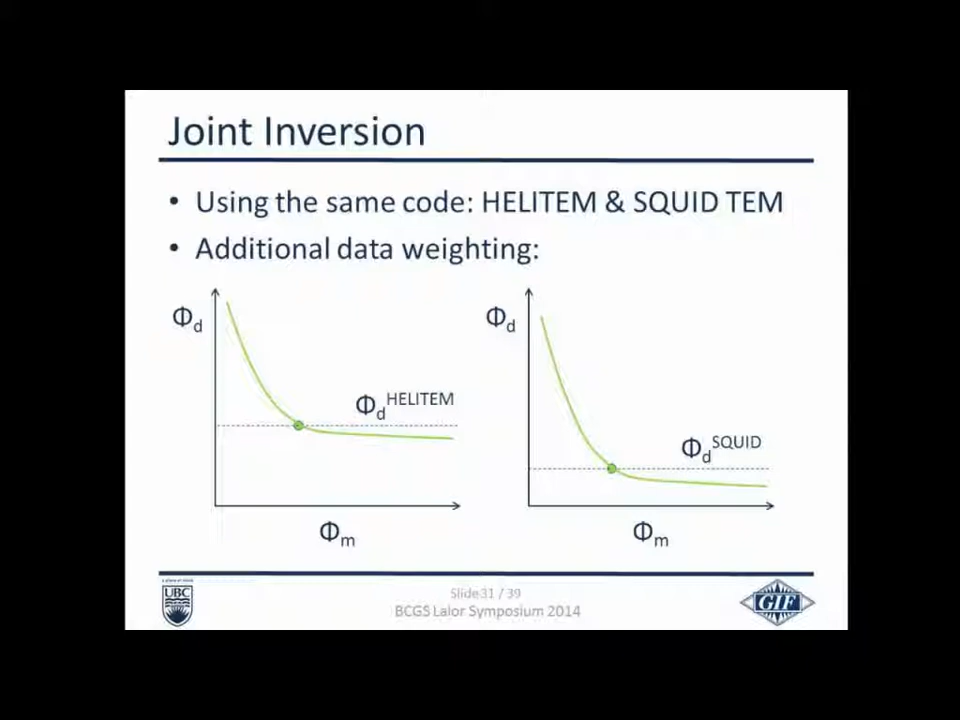 Joint Inversion
• Using the same code: HELITEM & SQUID TEM
• Additional data weighting:
Φd
Φd HELITEM
Φm
Φd
Φd SQUID
Φm
UBC
Slide 31 / 39
BCGS Lalor Symposium 2014
GIF